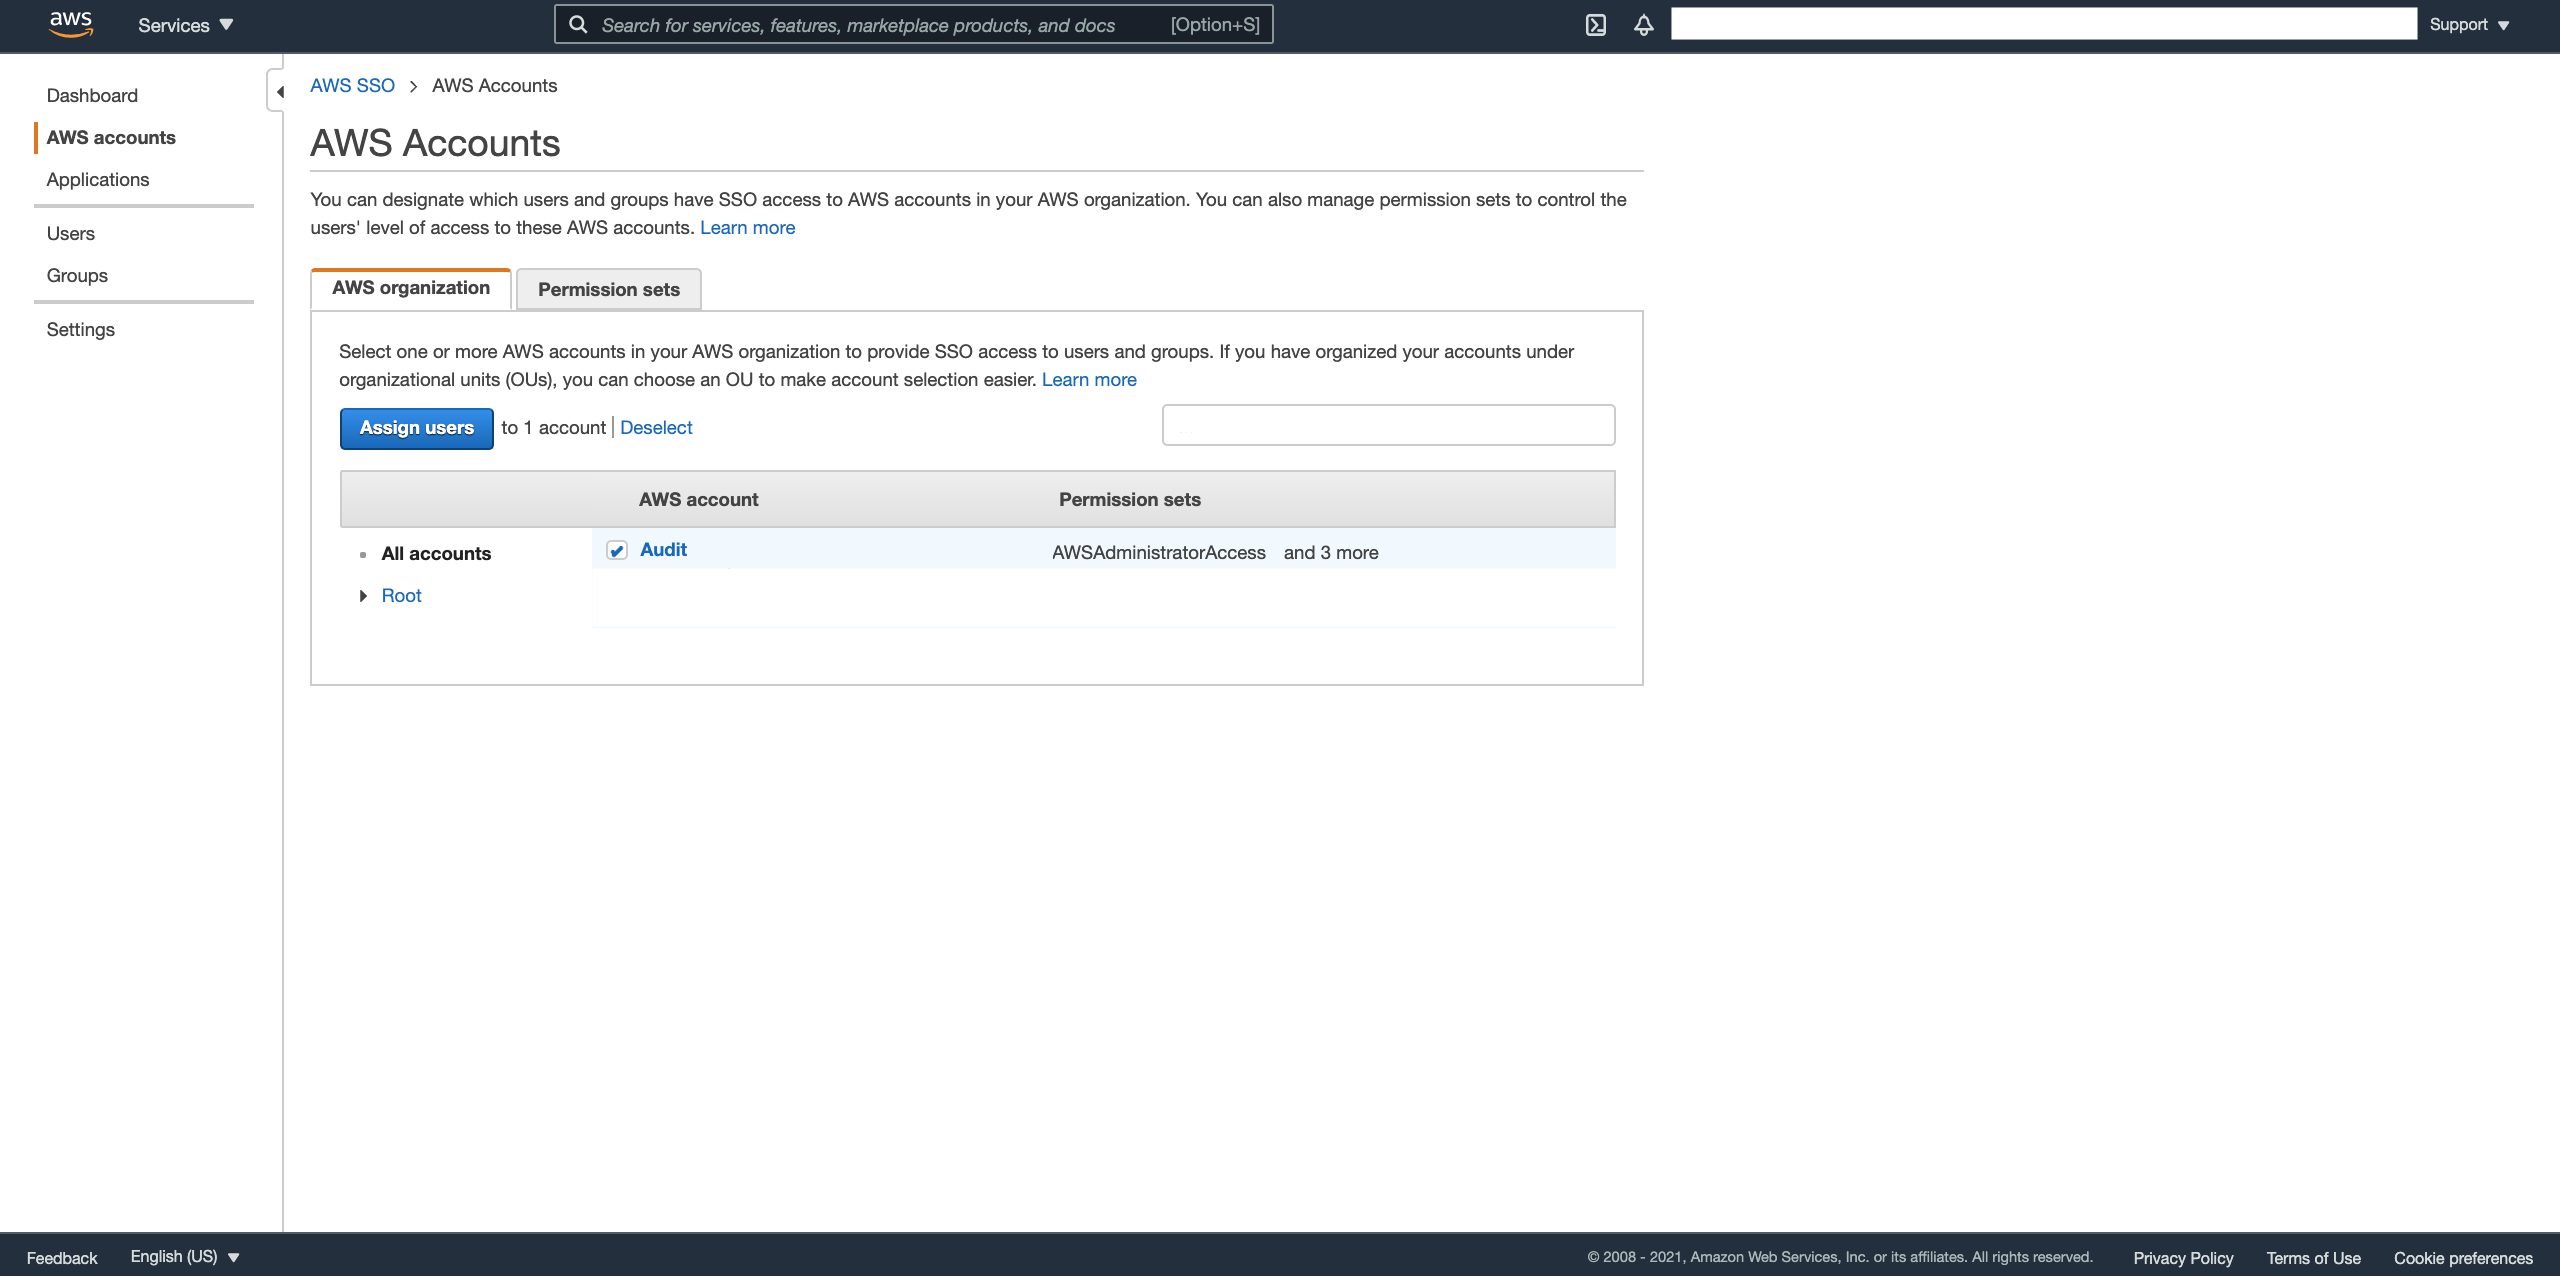 aws
Services
Search for services, features, marketplace products, and docs [Option+S]
Support
Dashboard
AWS accounts
Applications
Users
Groups
Settings
AWS SSO > AWS Accounts
AWS Accounts
You can designate which users and groups have SSO access to AWS accounts in your AWS organization. You can also manage permission sets to control the
users' level of access to these AWS accounts. Learn more
AWS organization Permission sets
Select one or more AWS accounts in your AWS organization to provide SSO access to users and groups. If you have organized your accounts under
organizational units (OUs), you can choose an OU to make account selection easier. Learn more
Assign users to 1 account | Deselect
AWS account Permission sets
All accounts
Root
Audit AWSAdministratorAccess and 3 more
Feedback English (US) © 2008 - 2021, Amazon Web Services, Inc. or its affiliates. All rights reserved. Privacy Policy Terms of Use Cookie preferences